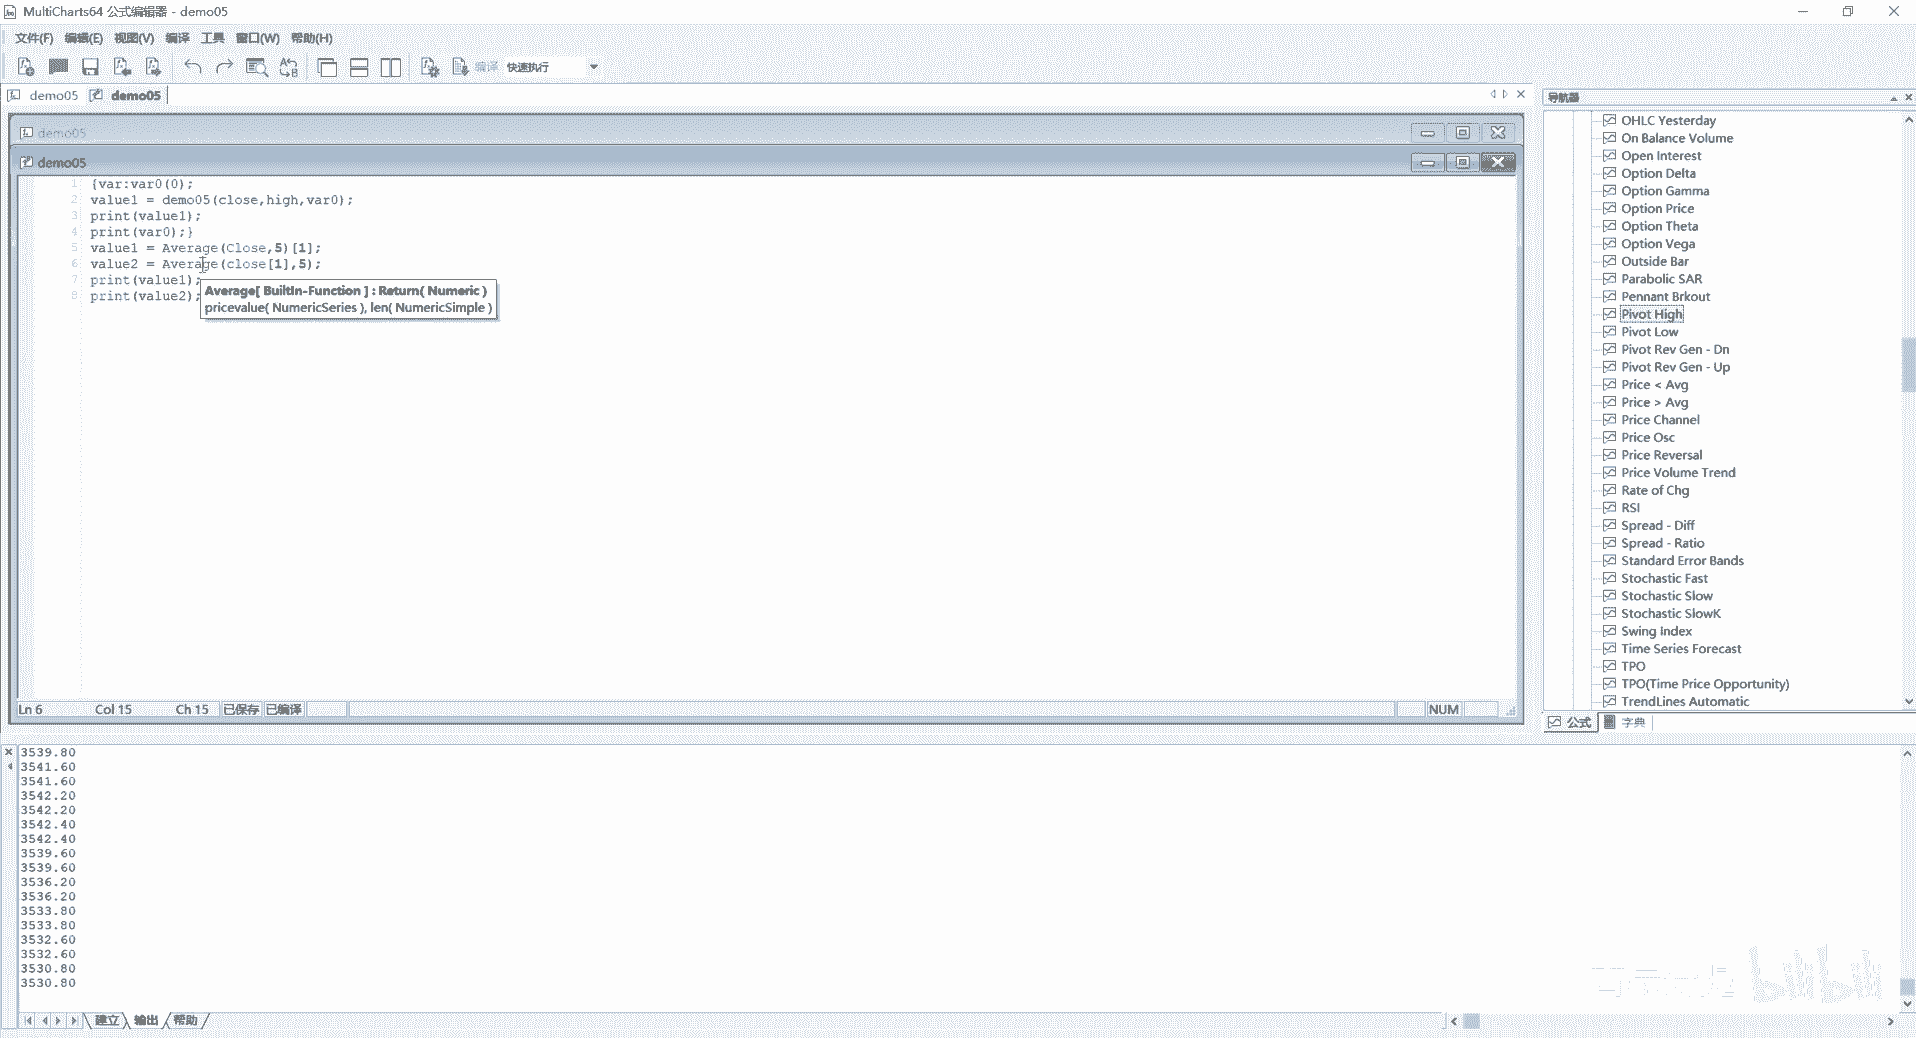 MultiCharts64 公式编辑器 - demo05
文件(F) 编辑(E) 视图(V) 编译 工具 窗口(W) 帮助(H)
编译 快速执行
demo05 demo05
导航器
demo05
demo05
1 {var:var0(0);
2 value1 = demo05(close,high,var0);
3 print(value1);
4 print(var0);}
5 value1 = Average(Close,5)[1];
6 value2 = Average(close[1],5);
7 print(value1);
8 print(value2);
Average[ BuiltIn-Function ] : Return( Numeric )
pricevalue( NumericSeries ), len( NumericSimple )
Ln 6 Col 15 Ch 15 已保存 已编译 NUM
OHLC Yesterday
On Balance Volume
Open Interest
Option Delta
Option Gamma
Option Price
Option Theta
Option Vega
Outside Bar
Parabolic SAR
Pennant Brkout
Pivot High
Pivot Low
Pivot Rev Gen - Dn
Pivot Rev Gen - Up
Price < Avg
Price > Avg
Price Channel
Price Osc
Price Reversal
Price Volume Trend
Rate of Chg
RSI
Spread - Diff
Spread - Ratio
Standard Error Bands
Stochastic Fast
Stochastic Slow
Stochastic SlowK
Swing Index
Time Series Forecast
TPO
TPO(Time Price Opportunity)
TrendLines Automatic
公式 字典
3539.80
3541.60
3541.60
3542.20
3542.20
3542.40
3542.40
3539.60
3539.60
3536.20
3536.20
3533.80
3533.80
3532.60
3532.60
3530.80
3530.80
建立 输出 帮助
bilibili